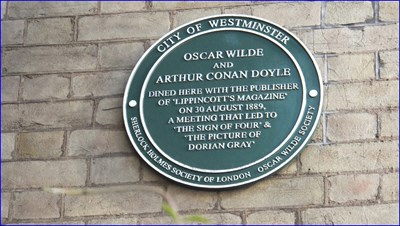 CITY OF WESTMINSTER
OSCAR WILDE
AND
ARTHUR CONAN DOYLE
DINED HERE WITH THE PUBLISHER
OF 'LIPPINCOTT'S MAGAZINE'
ON 30 AUGUST 1889,
A MEETING THAT LED TO
'THE SIGN OF FOUR' &
'THE PICTURE OF
DORIAN GRAY'
SHERLOCK HOLMES SOCIETY OF LONDON OSCAR WILDE SOCIETY